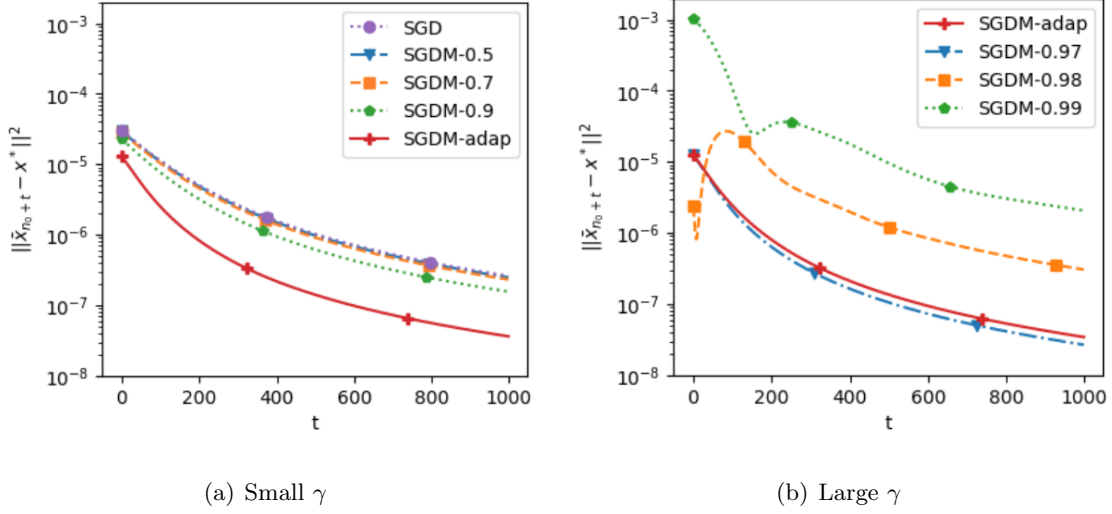 10⁻³
10⁻⁴
10⁻⁵
10⁻⁶
10⁻⁷
10⁻⁸
||x̄ₙ₀₊ₜ − x*||²
SGD
SGDM-0.5
SGDM-0.7
SGDM-0.9
SGDM-adap
0 200 400 600 800 1000
t
(a) Small γ
10⁻³
10⁻⁴
10⁻⁵
10⁻⁶
10⁻⁷
10⁻⁸
||x̄ₙ₀₊ₜ − x*||²
SGDM-adap
SGDM-0.97
SGDM-0.98
SGDM-0.99
0 200 400 600 800 1000
t
(b) Large γ